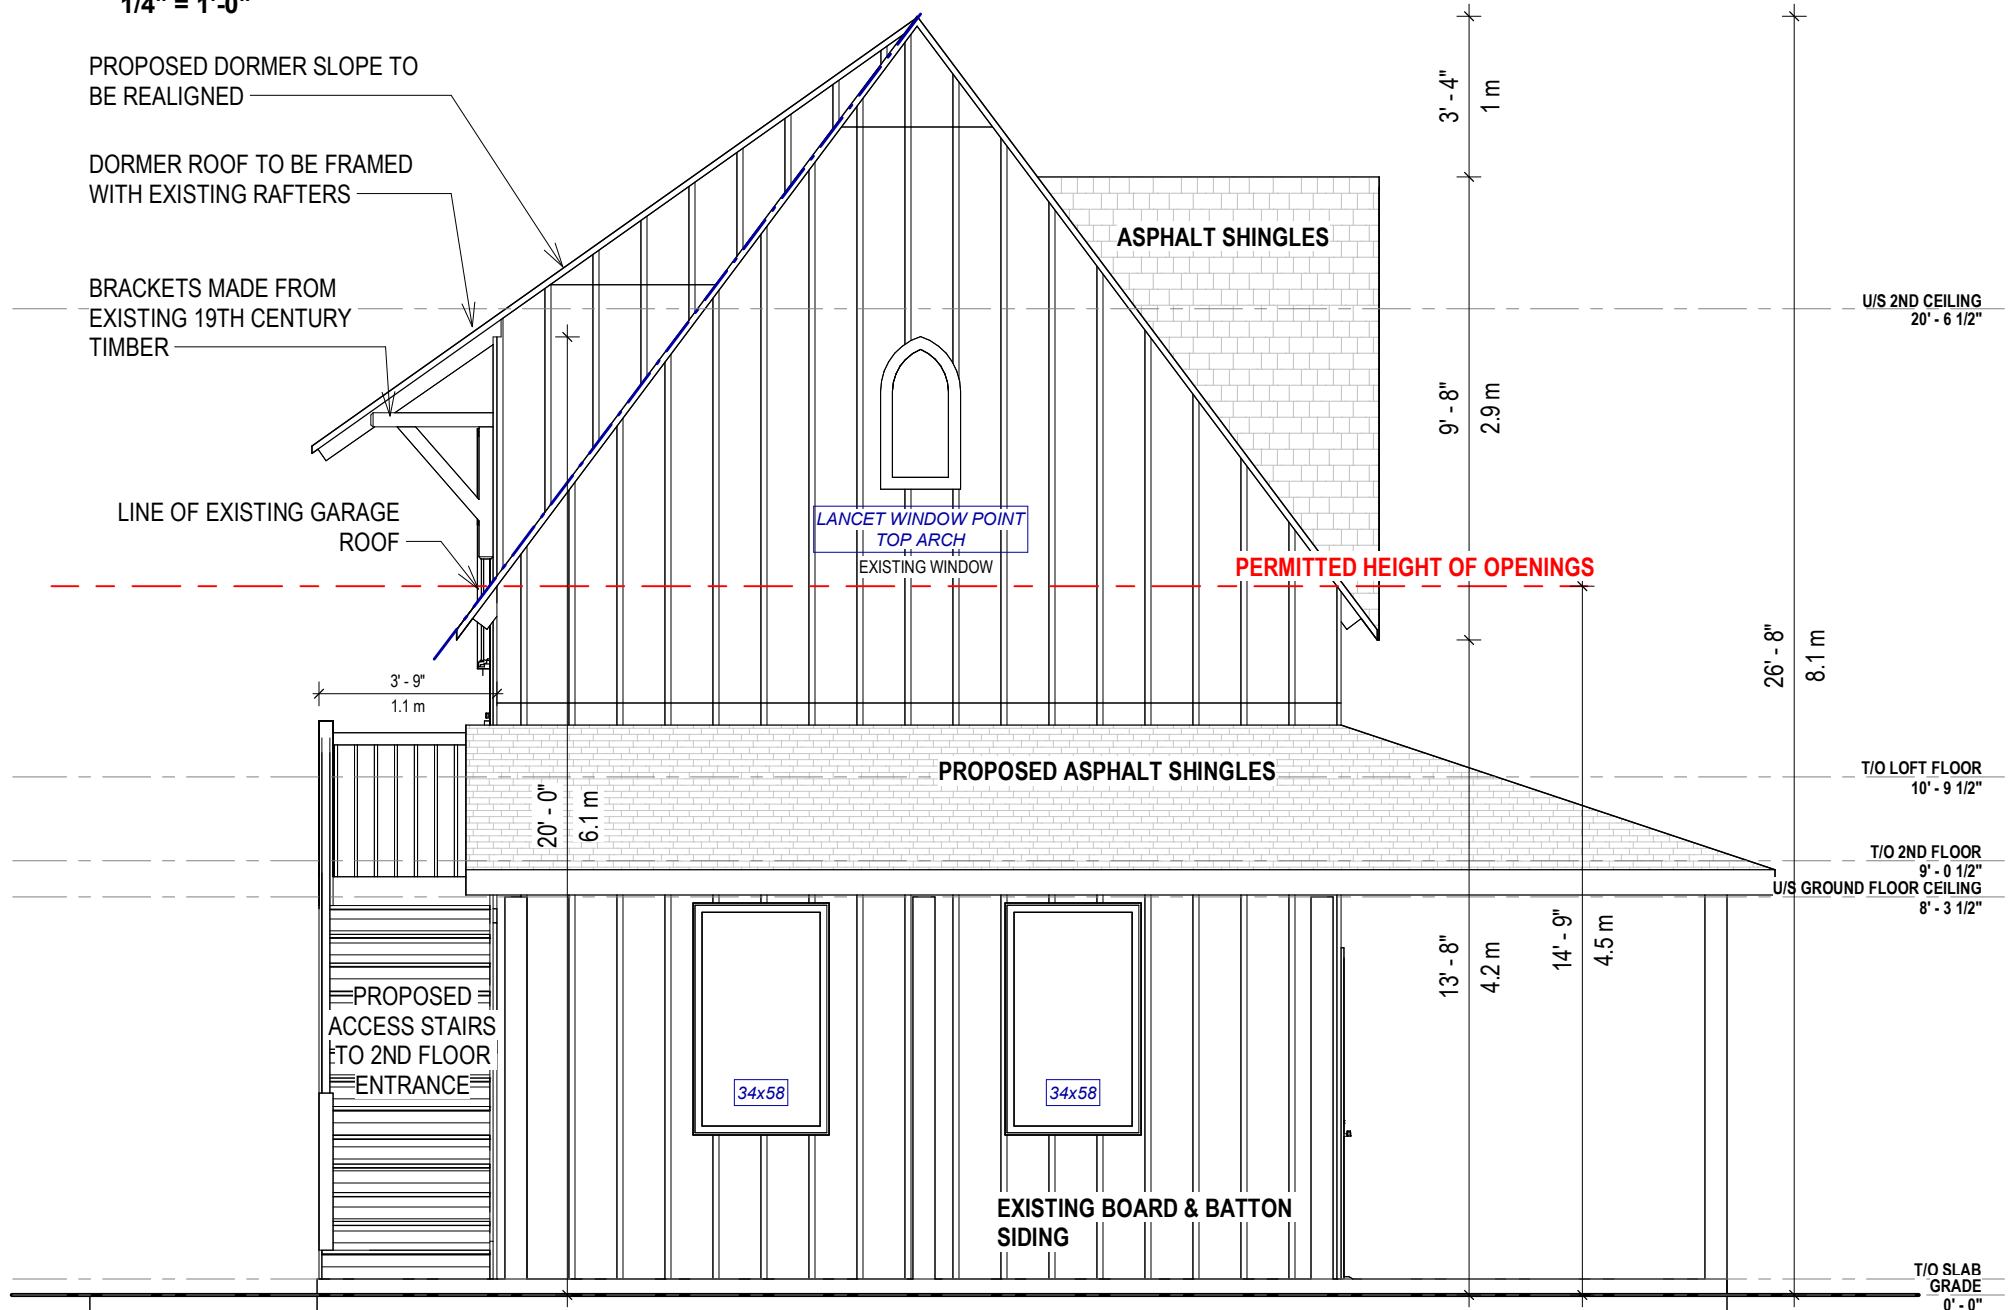 1/4" = 1'-0"
PROPOSED DORMER SLOPE TO
BE REALIGNED
DORMER ROOF TO BE FRAMED
WITH EXISTING RAFTERS
BRACKETS MADE FROM
EXISTING 19TH CENTURY
TIMBER
LINE OF EXISTING GARAGE
ROOF
3' - 4"
1 m
ASPHALT SHINGLES
U/S 2ND CEILING
20' - 6 1/2"
9' - 8"
2.9 m
LANCET WINDOW POINT
TOP ARCH
EXISTING WINDOW
PERMITTED HEIGHT OF OPENINGS
26' - 8"
8.1 m
3' - 9"
1.1 m
PROPOSED ASPHALT SHINGLES
T/O LOFT FLOOR
10' - 9 1/2"
20' - 0"
6.1 m
T/O 2ND FLOOR
9' - 0 1/2"
U/S GROUND FLOOR CEILING
8' - 3 1/2"
13' - 8"
4.2 m
14' - 9"
4.5 m
PROPOSED
ACCESS STAIRS
TO 2ND FLOOR
ENTRANCE
34x58
34x58
EXISTING BOARD & BATTON
SIDING
T/O SLAB
GRADE
0' - 0"